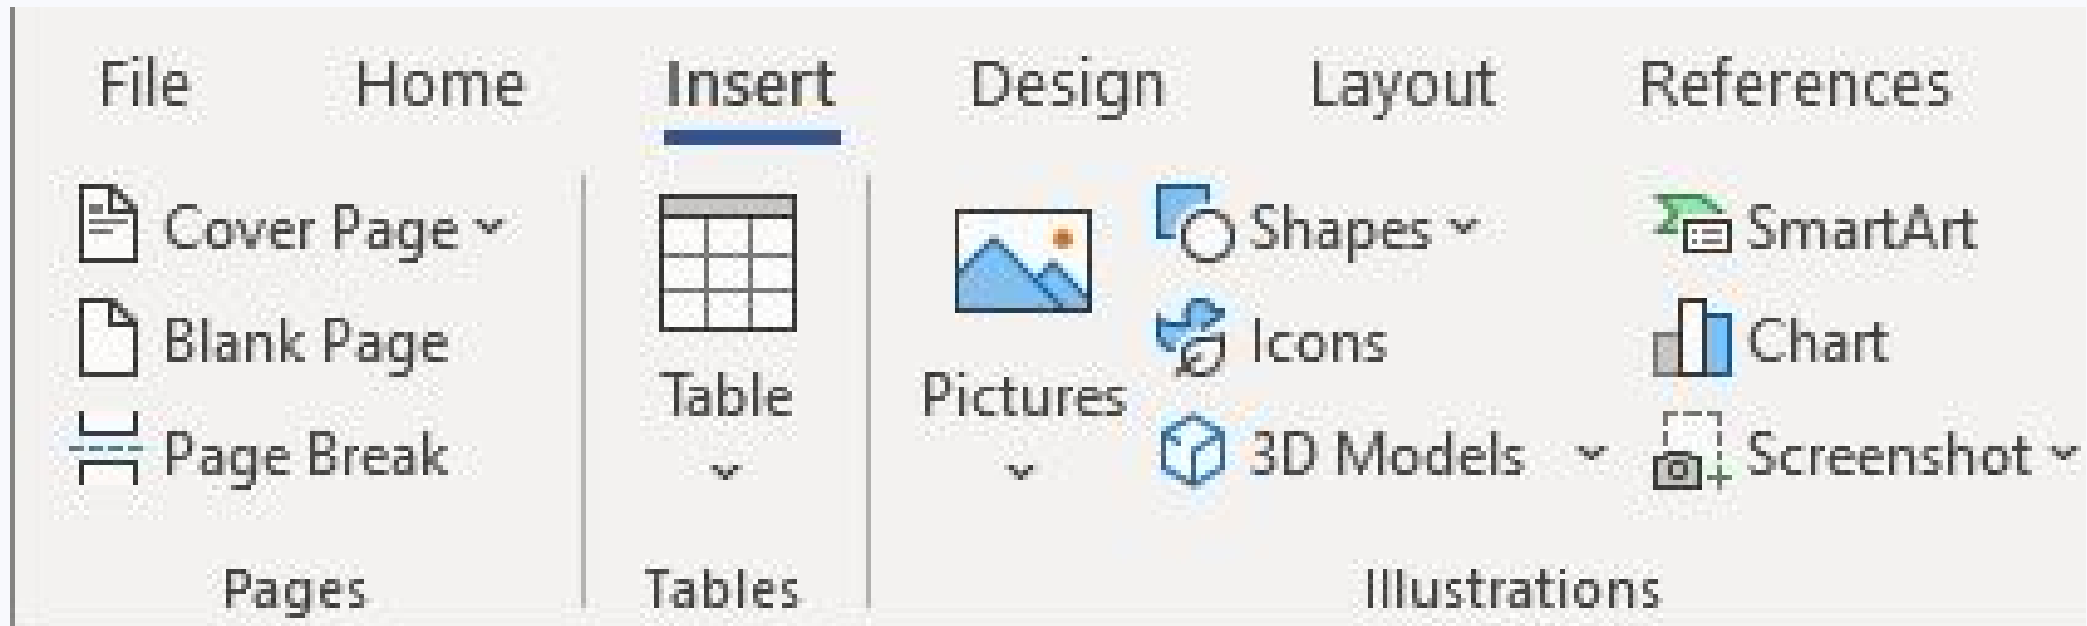 File Home Insert Design Layout References
Cover Page
Blank Page
Page Break
Pages
Table
Tables
Pictures
Shapes
Icons
3D Models
SmartArt
Chart
Screenshot
Illustrations